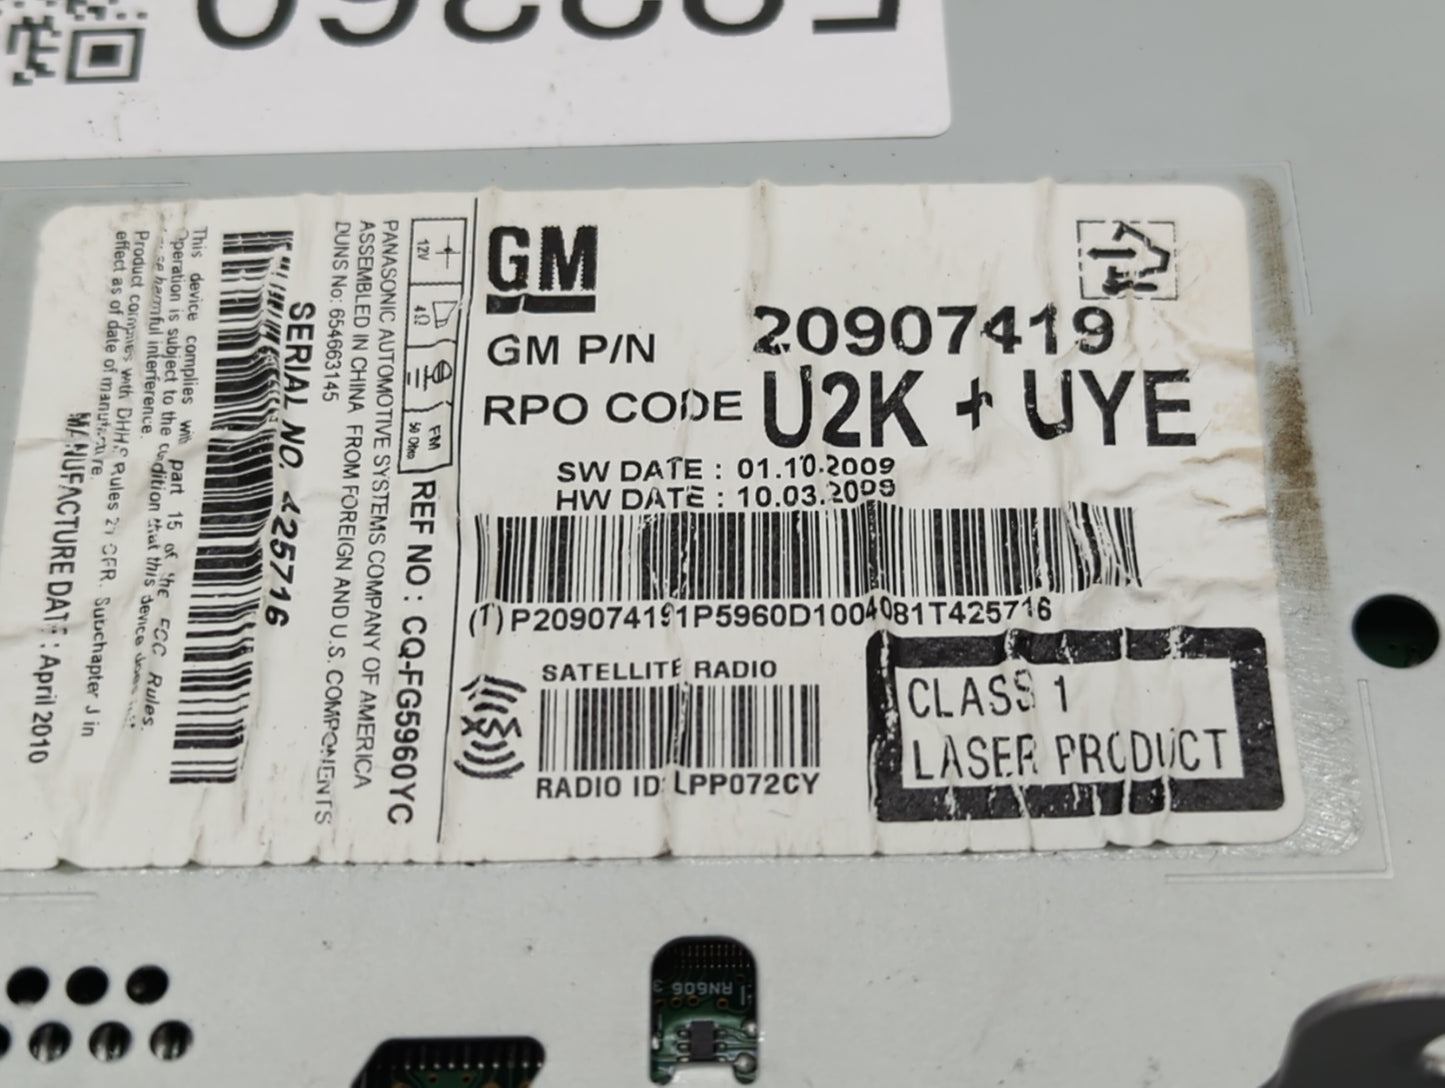 GM
GM P/N 20907419
RPO CODE U2K + UYE
SW DATE : 01.10.2009
HW DATE : 10.03.2009
(1)P209074191P5960D1004081T425716
SATELLITE RADIO
RADIO ID: LPP072CY
CLASS 1
LASER PRODUCT
12V
4Ω
FM
REF NO : CQ-FG5960YC
PANASONIC AUTOMOTIVE SYSTEMS COMPANY OF AMERICA
ASSEMBLED IN CHINA FROM FOREIGN AND U.S. COMPONENTS
DUNS No: 654663145
SERIAL NO. 425716
This device complies with part 15 of the FCC Rules.
Operation is subject to the condition that this device does not
cause harmful interference.
Product complies with DHHS Rules 21 CFR. Subchapter J in
effect as of date of manufacture.
MANUFACTURE DATE : April 2010
RN606